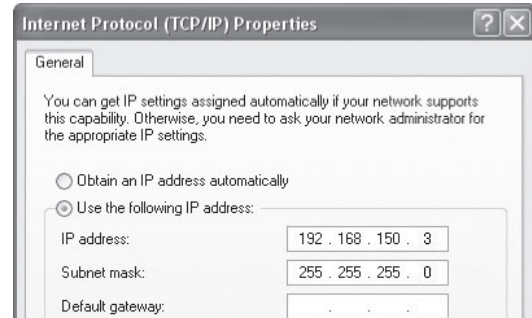 Internet Protocol (TCP/IP) Properties
General
You can get IP settings assigned automatically if your network supports
this capability. Otherwise, you need to ask your network administrator for
the appropriate IP settings.
Obtain an IP address automatically
Use the following IP address:
IP address: 192 . 168 . 150 . 3
Subnet mask: 255 . 255 . 255 . 0
Default gateway: . . .